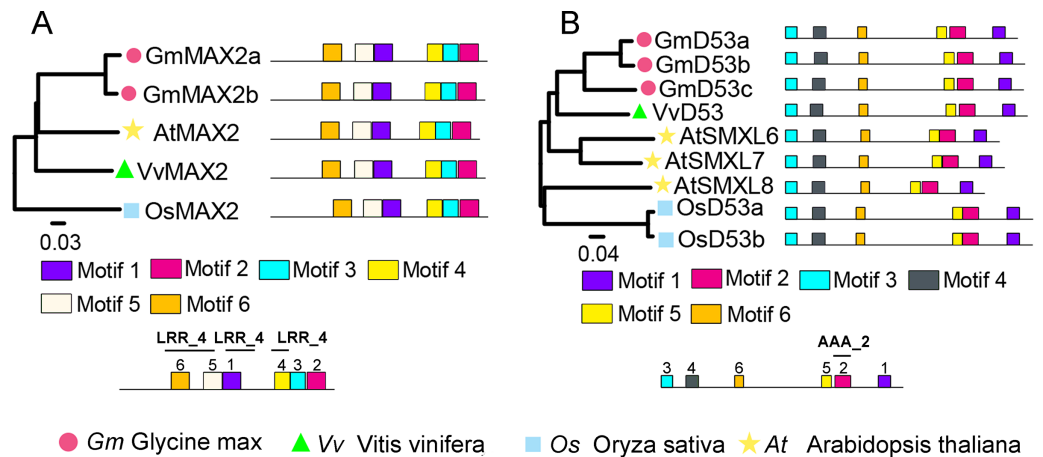 A
GmMAX2a
GmMAX2b
AtMAX2
VvMAX2
OsMAX2
0.03
Motif 1 Motif 2 Motif 3 Motif 4
Motif 5 Motif 6
LRR_4 LRR_4 LRR_4
6 5 1 4 3 2
B
GmD53a
GmD53b
GmD53c
VvD53
AtSMXL6
AtSMXL7
AtSMXL8
OsD53a
OsD53b
0.04
Motif 1 Motif 2 Motif 3 Motif 4
Motif 5 Motif 6
AAA_2
3 4 6 5 2 1
Gm Glycine max Vv Vitis vinifera Os Oryza sativa At Arabidopsis thaliana